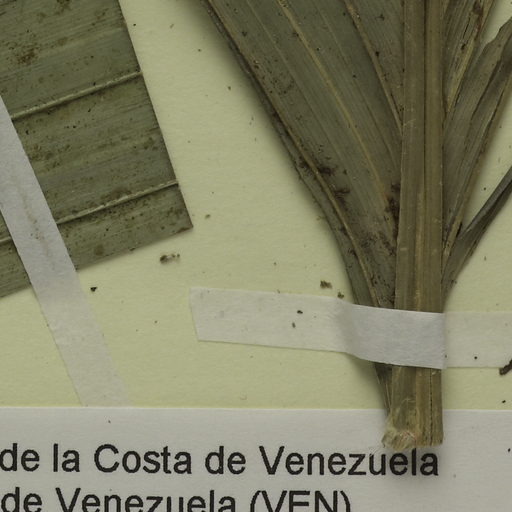 de la Costa de Venezuela
de Venezuela (VEN)